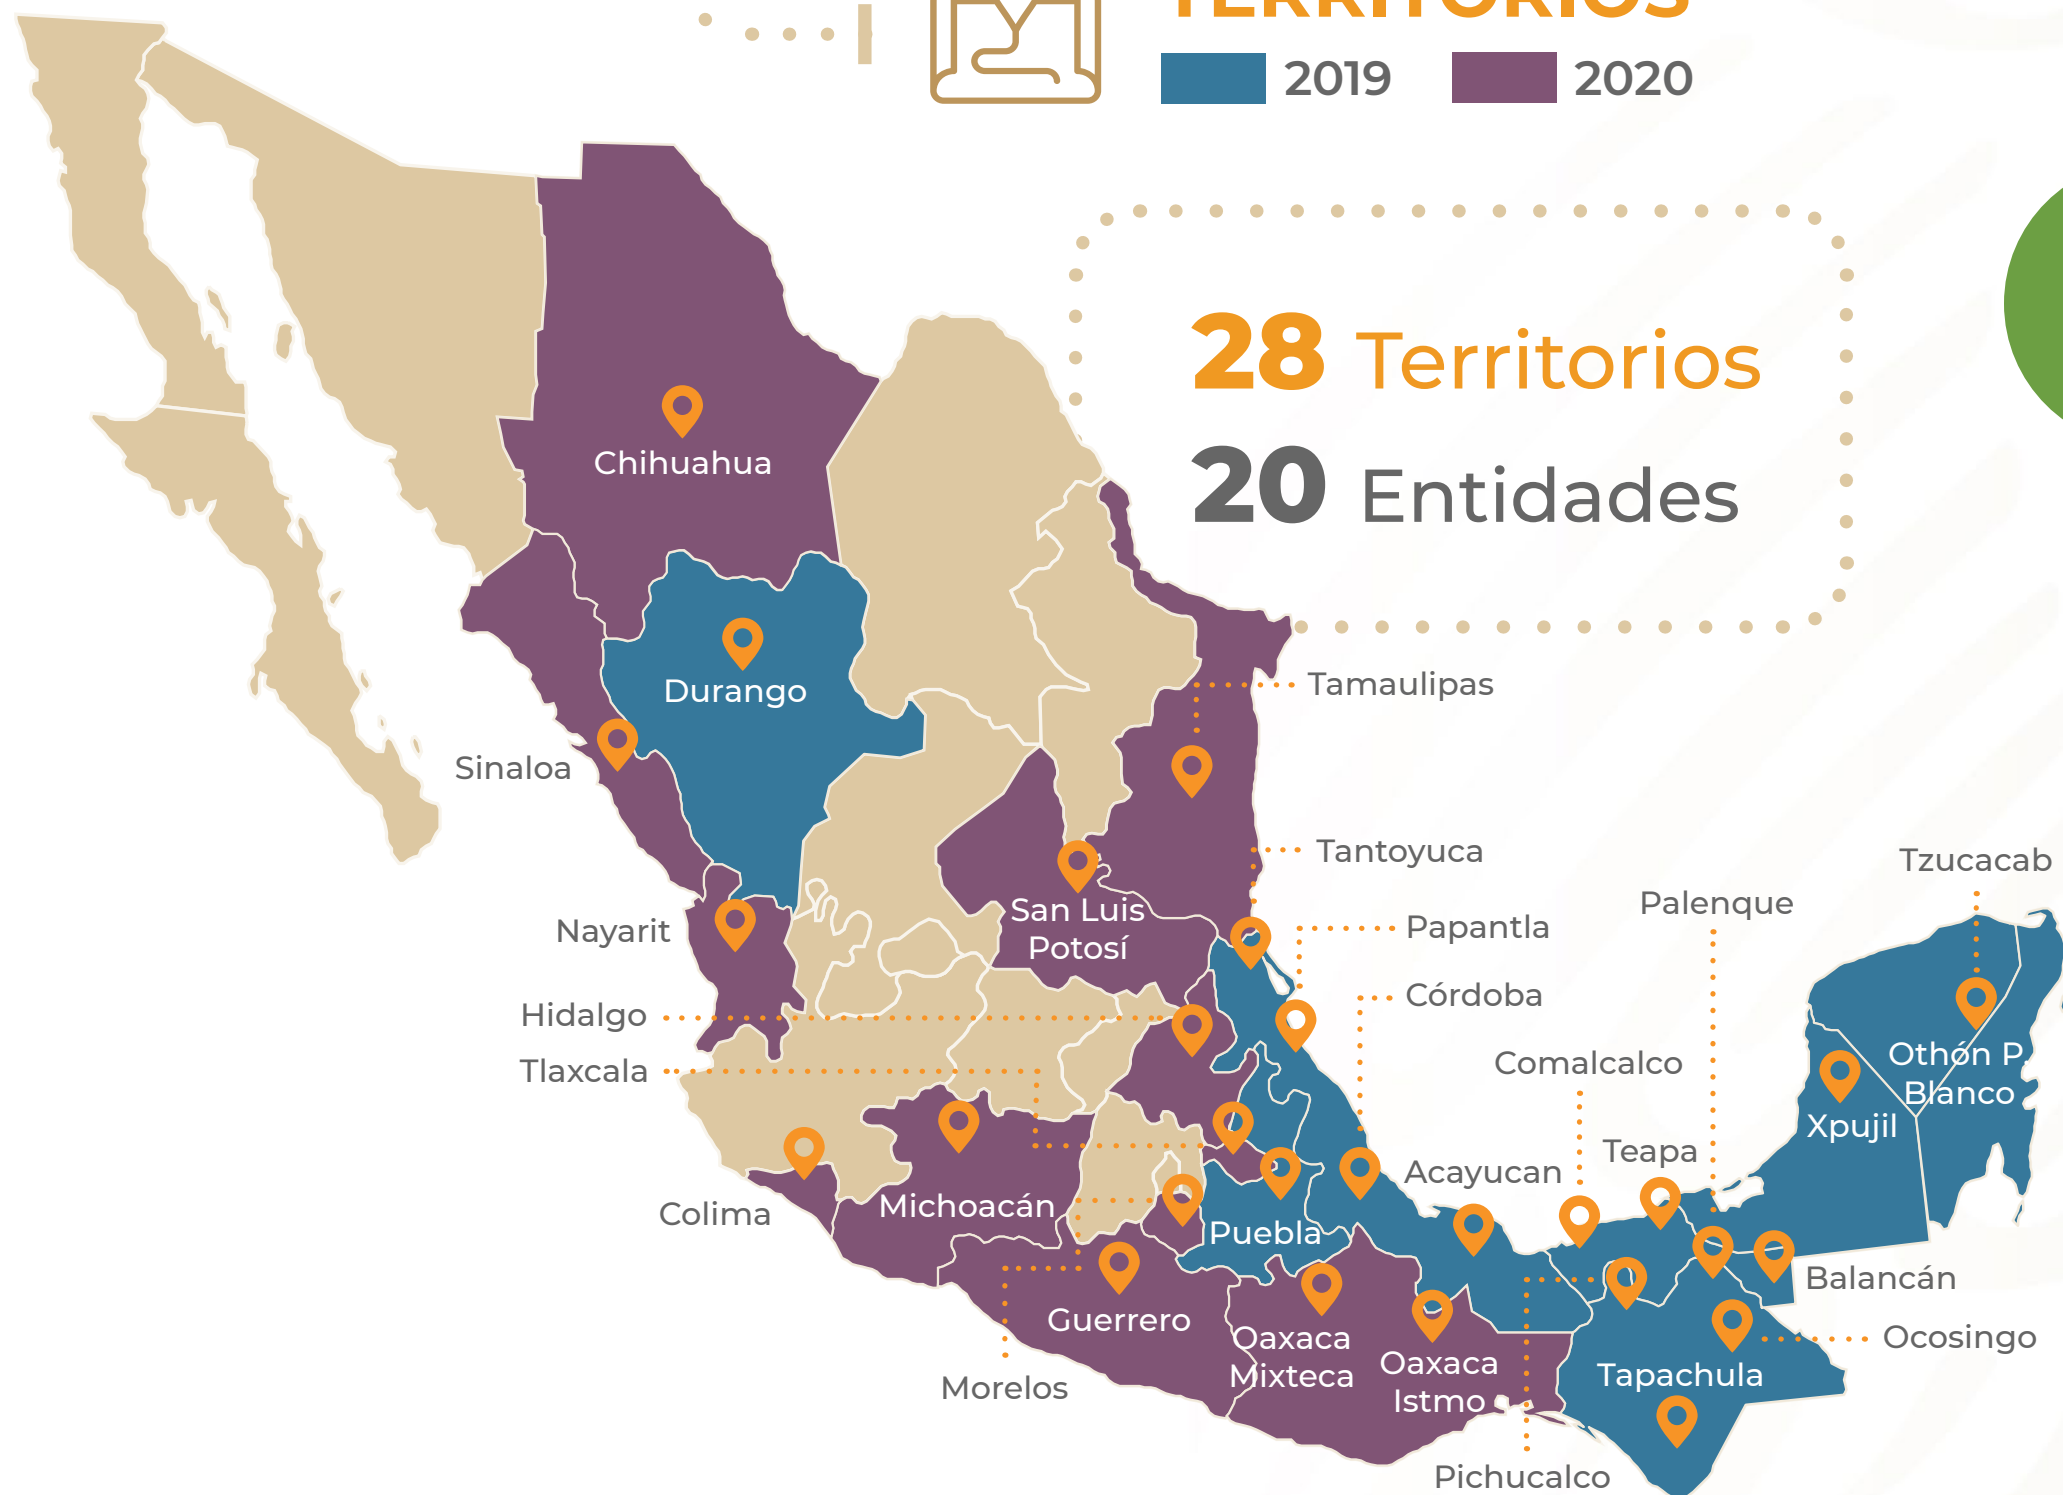 TERRITORIOS
2019
2020
28 Territorios
20 Entidades
Chihuahua
Durango
Tamaulipas
Sinaloa
Tantoyuca
Tzucacab
Palenque
San Luis
Potosí
Papantla
Nayarit
Córdoba
Hidalgo
Comalcalco
Othón P.
Blanco
Tlaxcala
Xpujil
Teapa
Acayucan
Michoacán
Colima
Puebla
Balancán
Guerrero
Oaxaca
Mixteca
Ocosingo
Oaxaca
Istmo
Tapachula
Morelos
Pichucalco